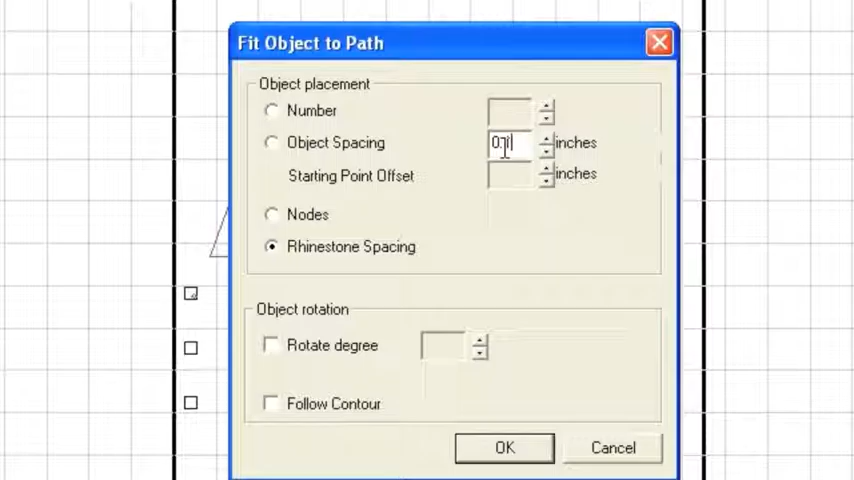 Fit Object to Path
Object placement
Number
Object Spacing inches
Starting Point Offset inches
Nodes
Rhinestone Spacing
Object rotation
Rotate degree
Follow Contour
OK Cancel